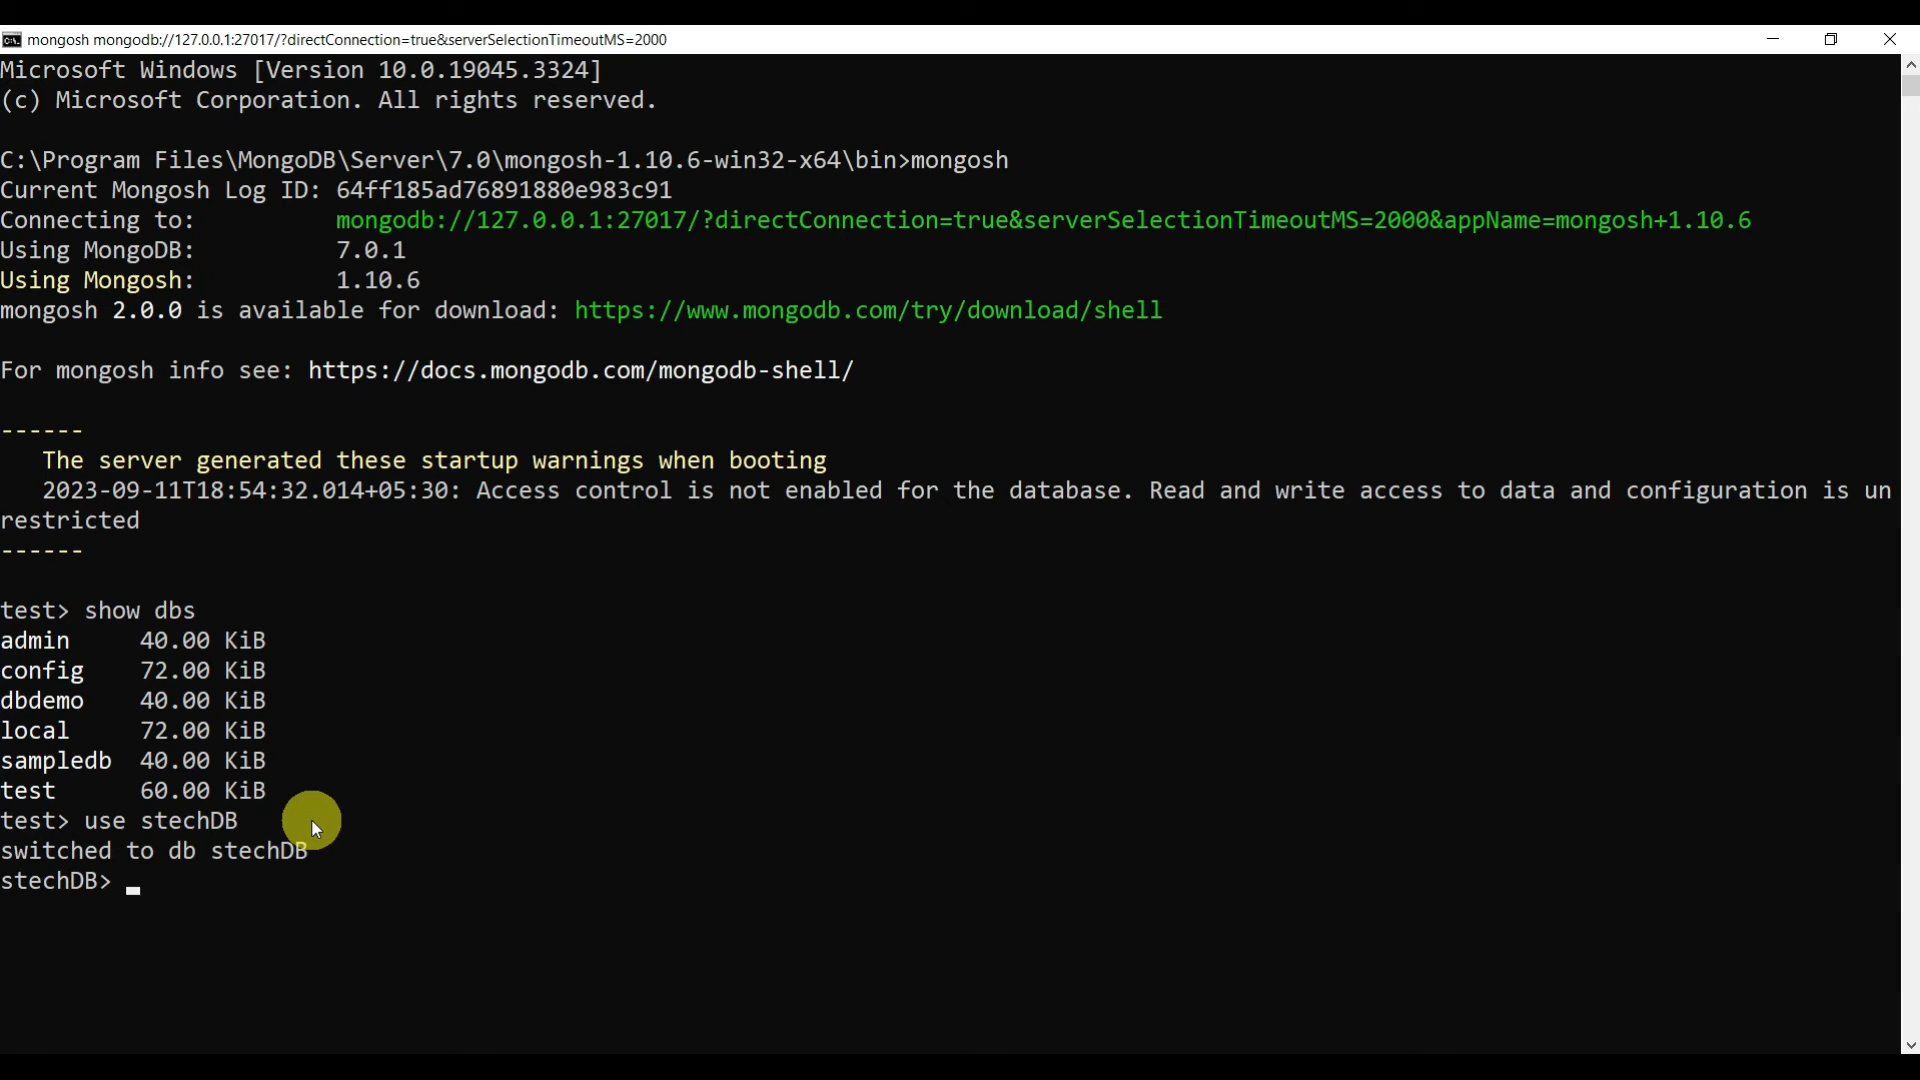 mongosh mongodb://127.0.0.1:27017/?directConnection=true&serverSelectionTimeoutMS=2000
Microsoft Windows [Version 10.0.19045.3324]
(c) Microsoft Corporation. All rights reserved.
C:\Program Files\MongoDB\Server\7.0\mongosh-1.10.6-win32-x64\bin>mongosh
Current Mongosh Log ID: 64ff185ad76891880e983c91
Connecting to: mongodb://127.0.0.1:27017/?directConnection=true&serverSelectionTimeoutMS=2000&appName=mongosh+1.10.6
Using MongoDB: 7.0.1
Using Mongosh: 1.10.6
mongosh 2.0.0 is available for download: https://www.mongodb.com/try/download/shell
For mongosh info see: https://docs.mongodb.com/mongodb-shell/
------
The server generated these startup warnings when booting
2023-09-11T18:54:32.014+05:30: Access control is not enabled for the database. Read and write access to data and configuration is un
restricted
------
test> show dbs
admin 40.00 KiB
config 72.00 KiB
dbdemo 40.00 KiB
local 72.00 KiB
sampledb 40.00 KiB
test 60.00 KiB
test> use stechDB
switched to db stechDB
stechDB>